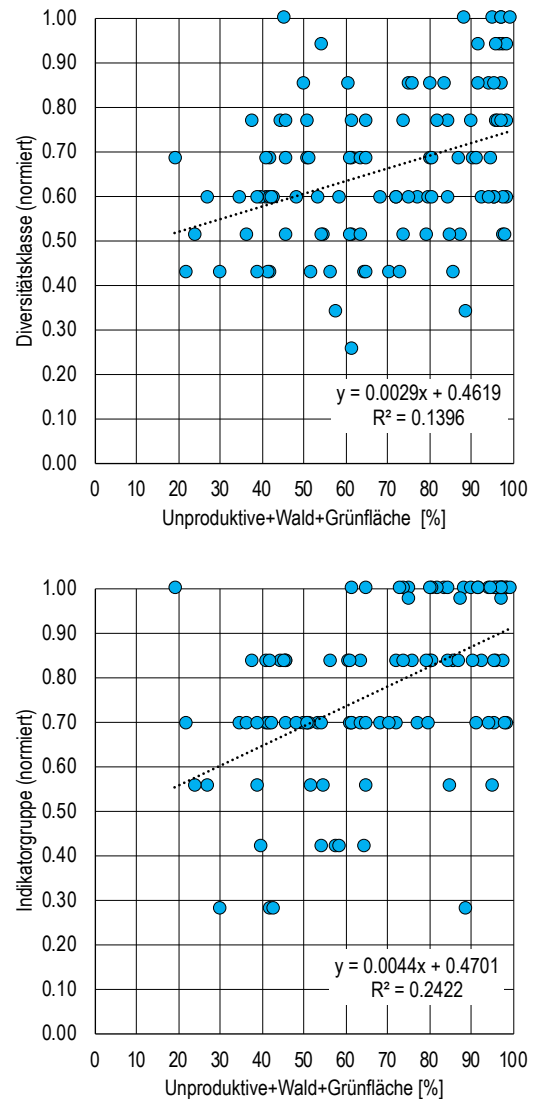 1.00
0.90
0.80
0.70
0.60
0.50
0.40
0.30
0.20
0.10
0.00
Diversitätsklasse (normiert)
y = 0.0029x + 0.4619
R² = 0.1396
0 10 20 30 40 50 60 70 80 90 100
Unproduktive+Wald+Grünfläche [%]
1.00
0.90
0.80
0.70
0.60
0.50
0.40
0.30
0.20
0.10
0.00
Indikatorgruppe (normiert)
y = 0.0044x + 0.4701
R² = 0.2422
0 10 20 30 40 50 60 70 80 90 100
Unproduktive+Wald+Grünfläche [%]